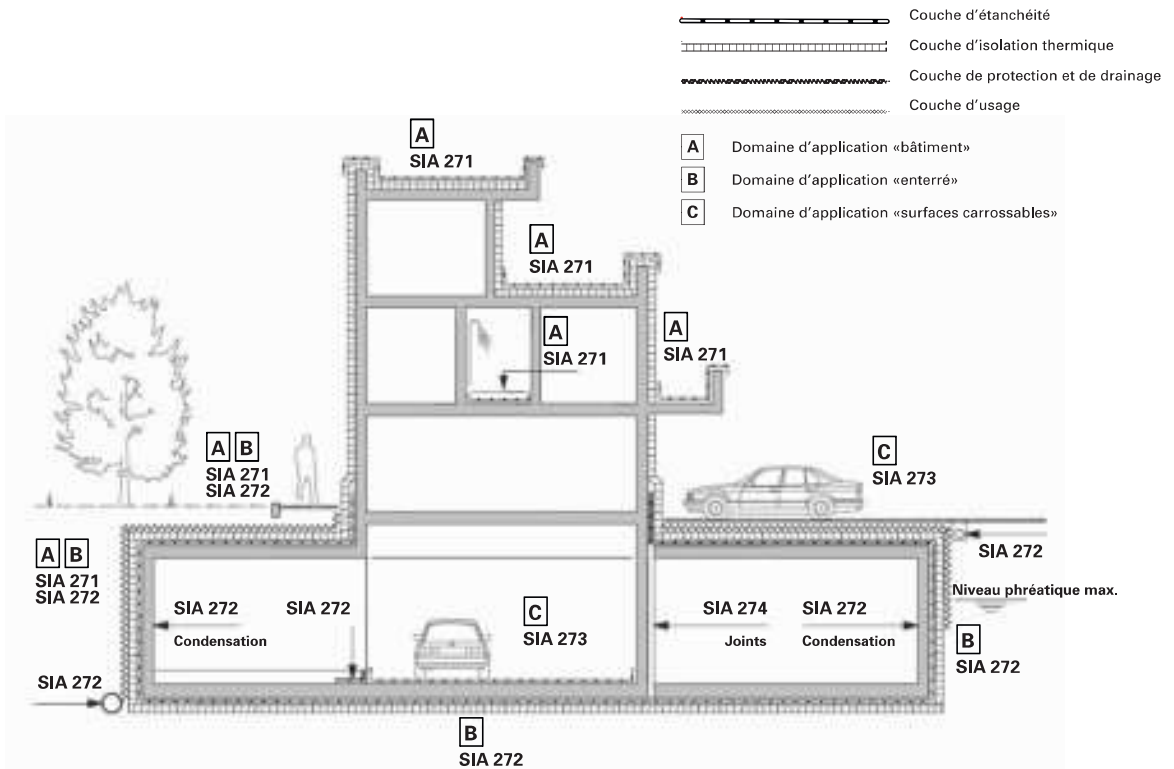 Couche d'étanchéité
Couche d'isolation thermique
Couche de protection et de drainage
Couche d'usage
A Domaine d'application «bâtiment»
B Domaine d'application «enterré»
C Domaine d'application «surfaces carrossables»
A
SIA 271
A
SIA 271
A
SIA 271
A
SIA 271
A B
SIA 271
SIA 272
C
SIA 273
A B
SIA 271
SIA 272
SIA 272
Niveau phréatique max.
SIA 272
Condensation
SIA 272
C
SIA 273
SIA 274
Joints
SIA 272
Condensation
B
SIA 272
SIA 272
B
SIA 272